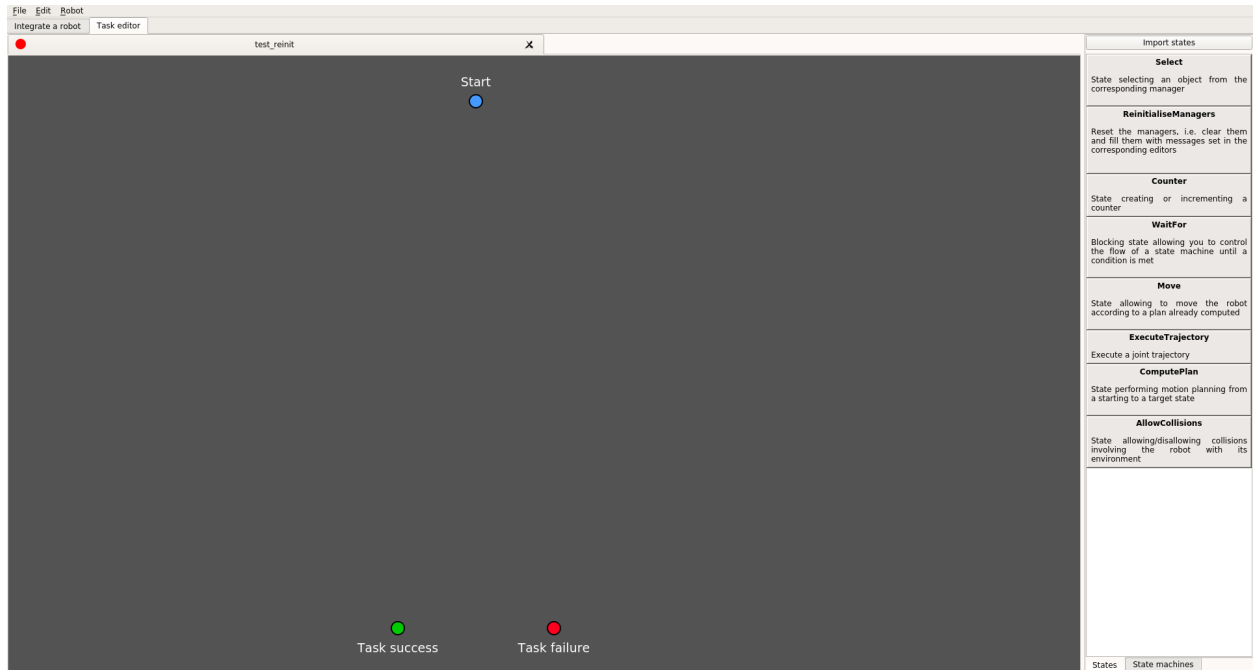 File Edit Robot
Integrate a robot Task editor
test_reinit
Import states
Start
Select
State selecting an object from the
corresponding manager
ReinitialiseManagers
Reset the managers, i.e. clear them
and fill them with messages set in the
corresponding editors
Counter
State creating or incrementing a
counter
WaitFor
Blocking state allowing you to control
the flow of a state machine until a
condition is met
Move
State allowing to move the robot
according to a plan already computed
ExecuteTrajectory
Execute a joint trajectory
ComputePlan
State performing motion planning from
a starting to a target state
AllowCollisions
State allowing/disallowing collisions
involving the robot with its
environment
Task success Task failure
States State machines